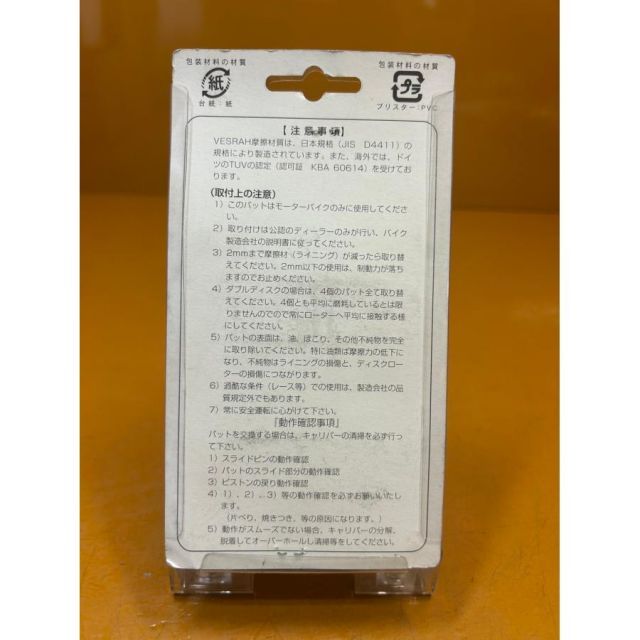 包装材料の材質
包装材料の材質
紙
プラ
台紙：紙
ブリスター：PVC
【注意事項】
VESRAH摩擦材質は、日本規格（JIS D4411）の
規格により製造されています。また、海外では、ドイ
ツのTUVの認定（認可証 KBA 60614）を受けてお
ります。
（取付上の注意）
1）このパットはモーターバイクのみに使用してくださ
い。
2）取り付けは公認のディーラーのみが行い、バイク
製造会社の説明書に従ってください。
3）2mmまで摩擦材（ライニング）が減ったら取り替
えてください。2mm以下の使用は、制動力が落ち
ますのでお止めください。
4）ダブルディスクの場合は、4個のパット全て取り替
えてください。4個とも平均に磨耗しているとは限
りませんのでので常にローターへ平均に接触する様
にしてください。
5）パットの表面は、油、ほこり、その他不純物を完全
に取り除いてください。特に油類は摩擦力の低下に
なり、不純物はライニングの損傷と、ディスクロー
ターの損傷につながります。
6）過酷な条件（レース等）での使用は、製造会社の品
質規定外でもあります。
7）常に安全運転に心がけて下さい。
『動作確認事項』
パットを交換する場合は、キャリパーの清掃を必ず行っ
て下さい。
1）スライドピンの動作確認
2）パットのスライド部分の動作確認
3）ピストンの戻り動作確認
4）1）、2）、3）等の動作確認を必ずお願いいたし
ます。
（片べり、焼きつき、等の原因になります。）
5）動作がスムーズでない場合、キャリパーの分解、
脱着してオーバーホールし清掃等をしてください。